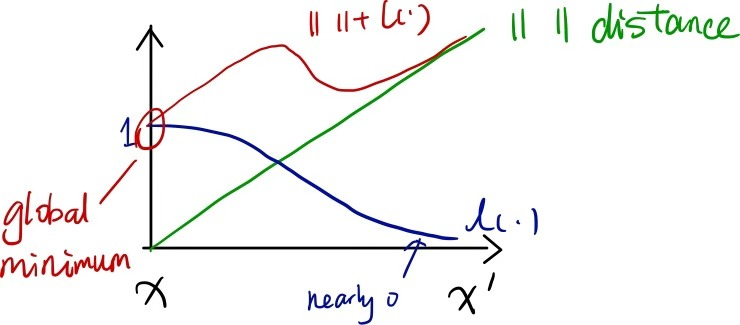 || || + l(·)
|| || distance
1
global
minimum
l(·)
nearly 0
x
x'